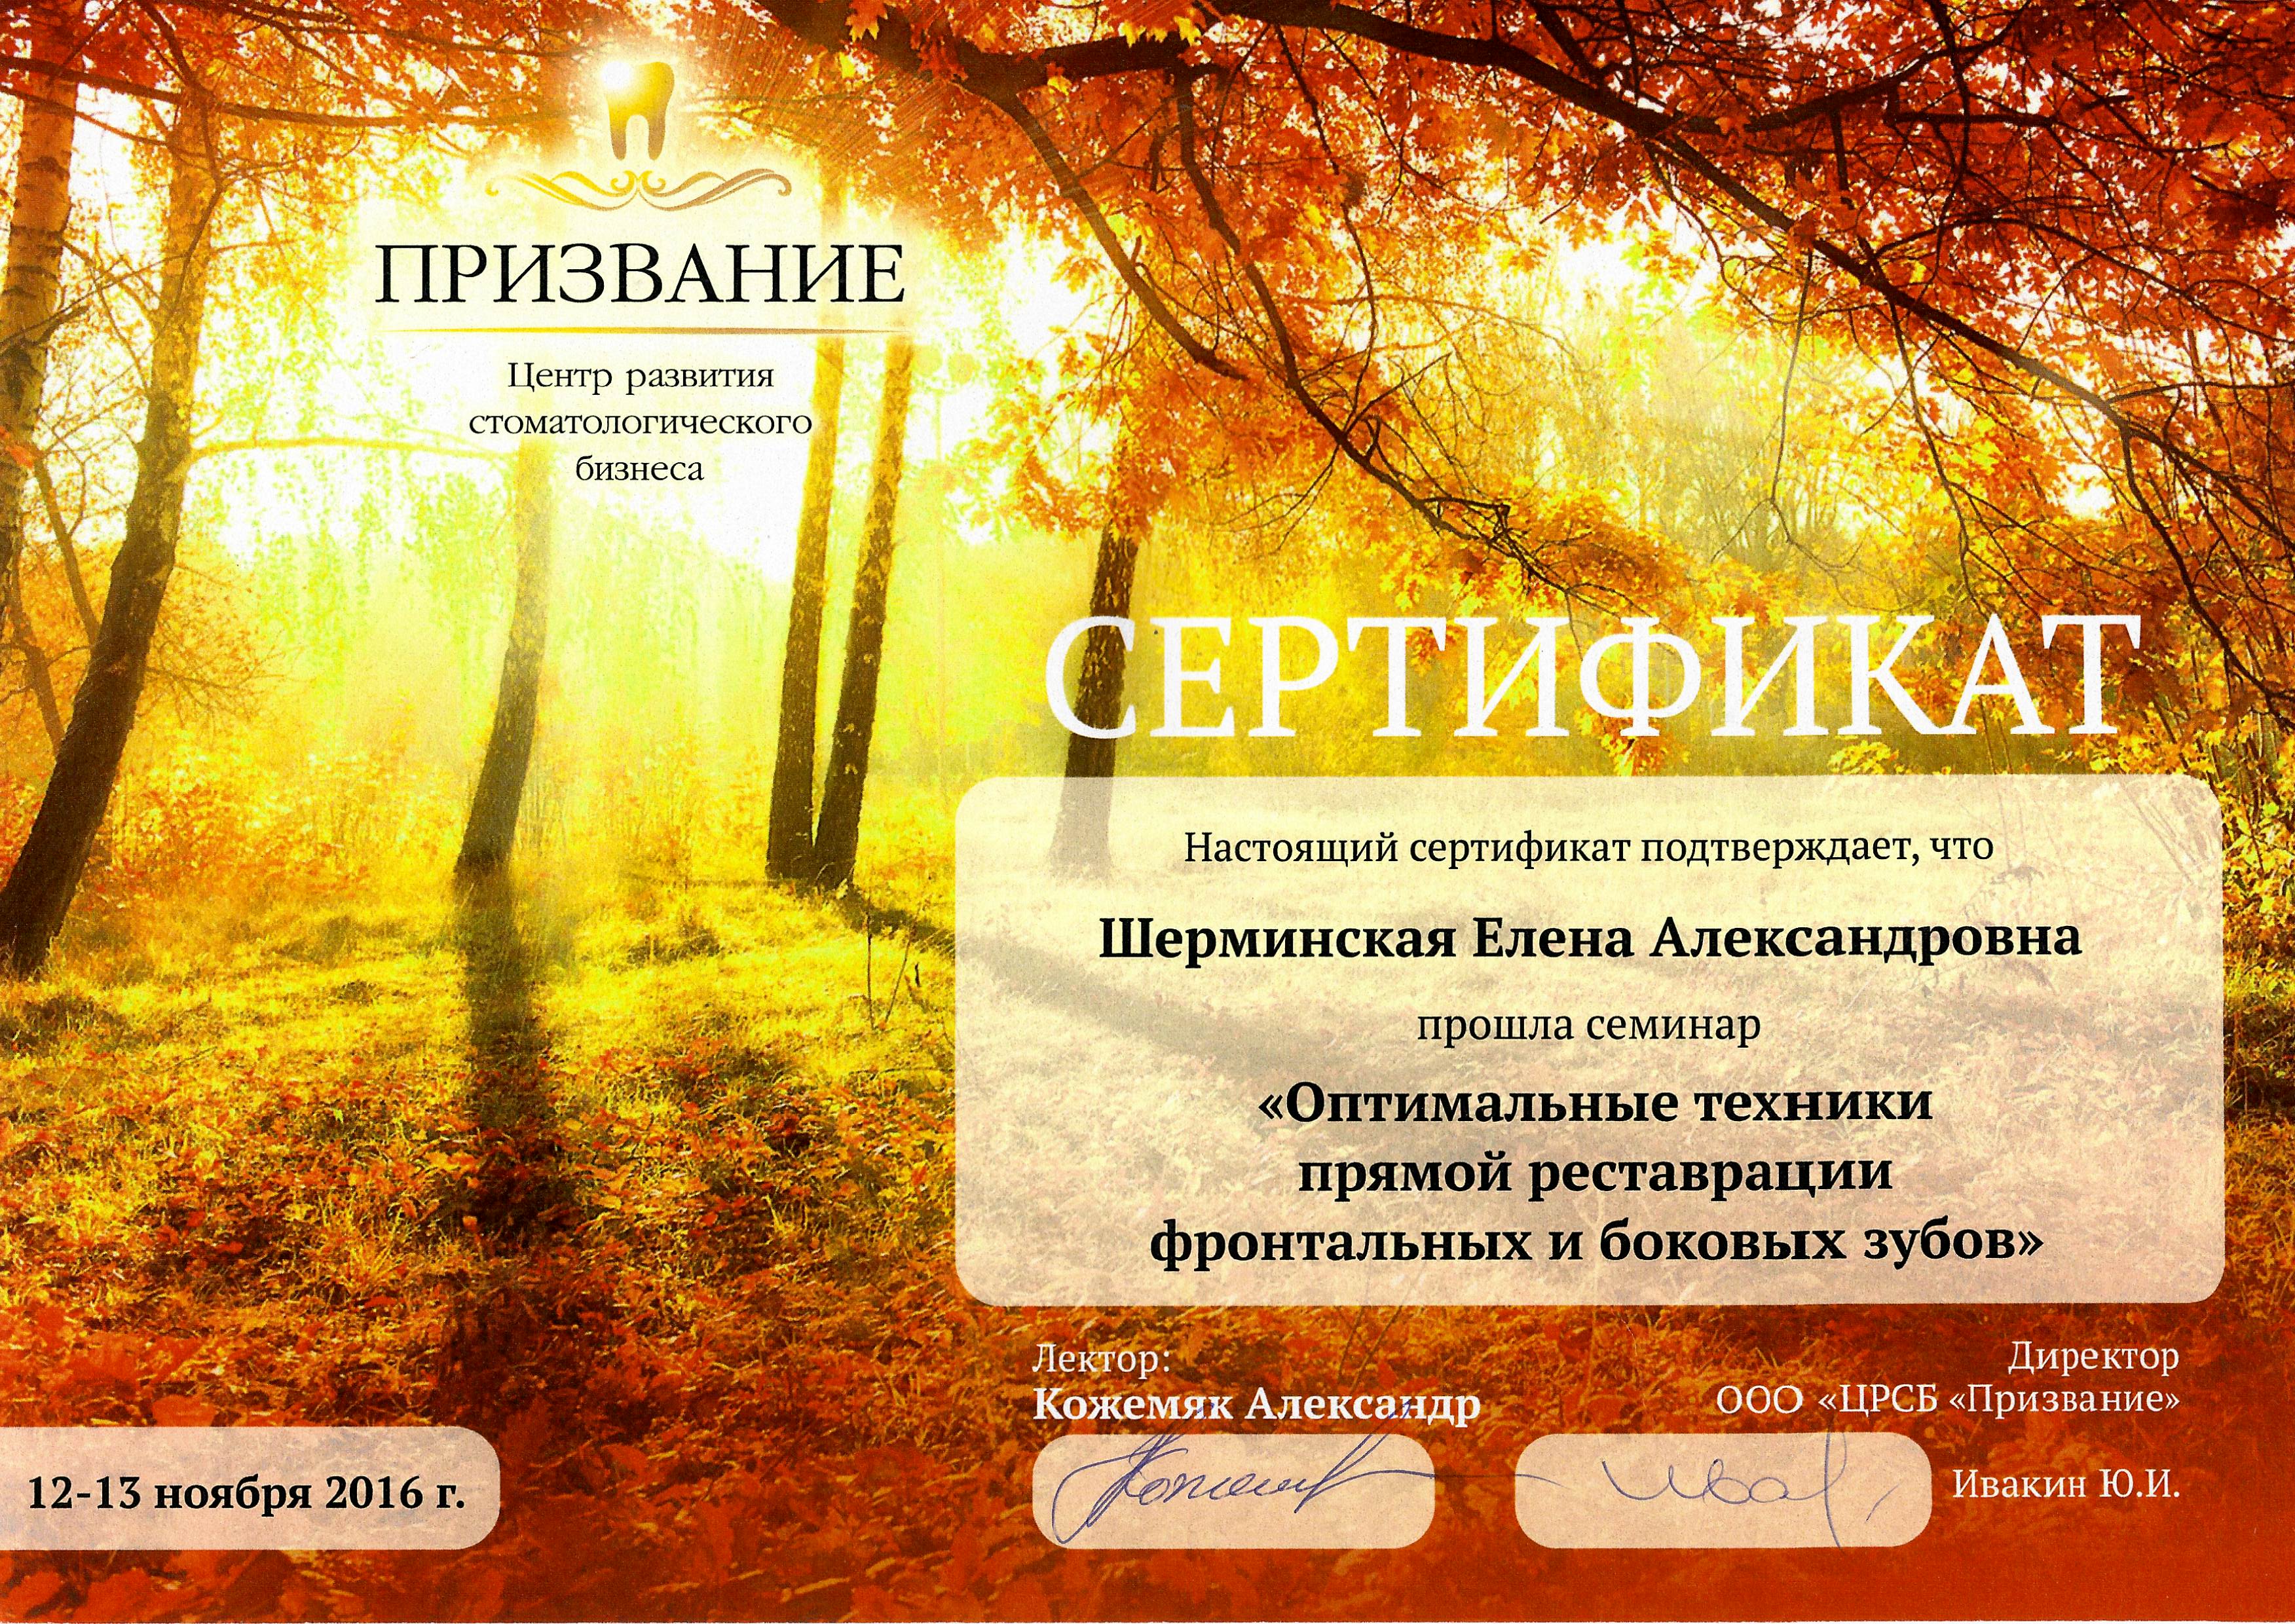 ПРИЗВАНИЕ
Центр развития
стоматологического
бизнеса
СЕРТИФИКАТ
Настоящий сертификат подтверждает, что
Шерминская Елена Александровна
прошла семинар
«Оптимальные техники
прямой реставрации
фронтальных и боковых зубов»
Лектор:
Кожемяк Александр
Директор
ООО «ЦРСБ «Призвание»
Ивакин Ю.И.
12-13 ноября 2016 г.